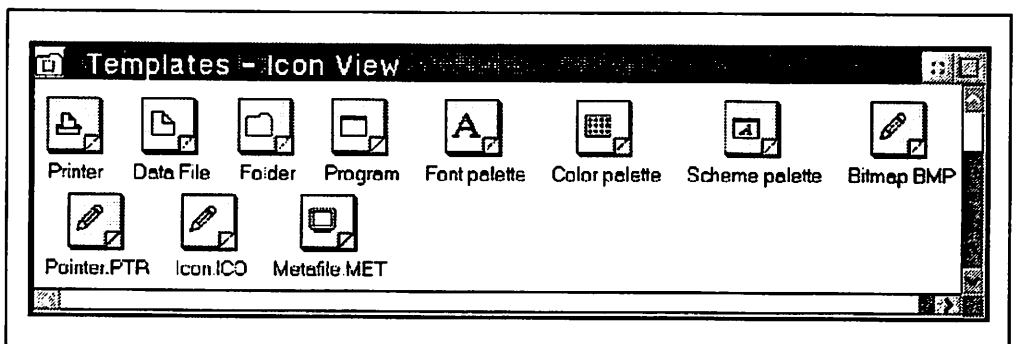 Templates - Icon View
Printer Data File Folder Program Font palette Color palette Scheme palette Bitmap BMP
Pointer.PTR Icon.ICO Metafile.MET